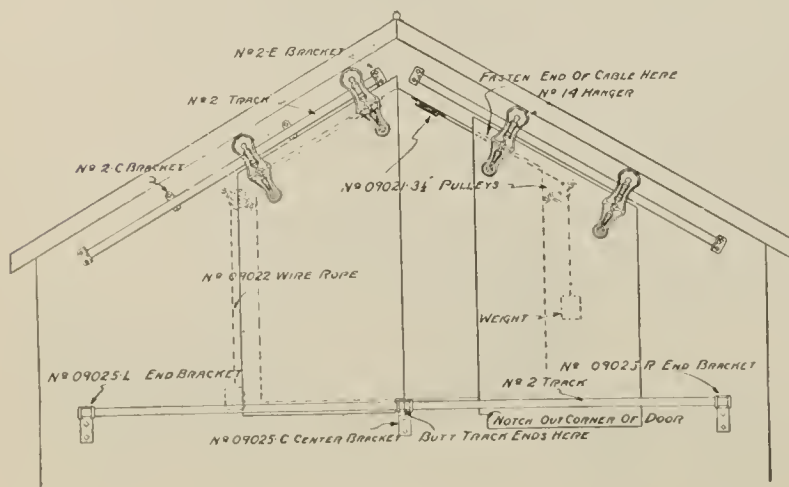 Nº 2-E BRACKET
FASTEN END OF CABLE HERE
Nº 2 TRACK
Nº 14 HANGER
Nº 2-C BRACKET
Nº 09021-3½" PULLEYS
Nº 09022 WIRE ROPE
WEIGHT
Nº 09025-L END BRACKET
Nº 09025-R END BRACKET
Nº 2 TRACK
NOTCH OUT CORNER OF DOOR
Nº 09025-C CENTER BRACKET
BUTT TRACK ENDS HERE